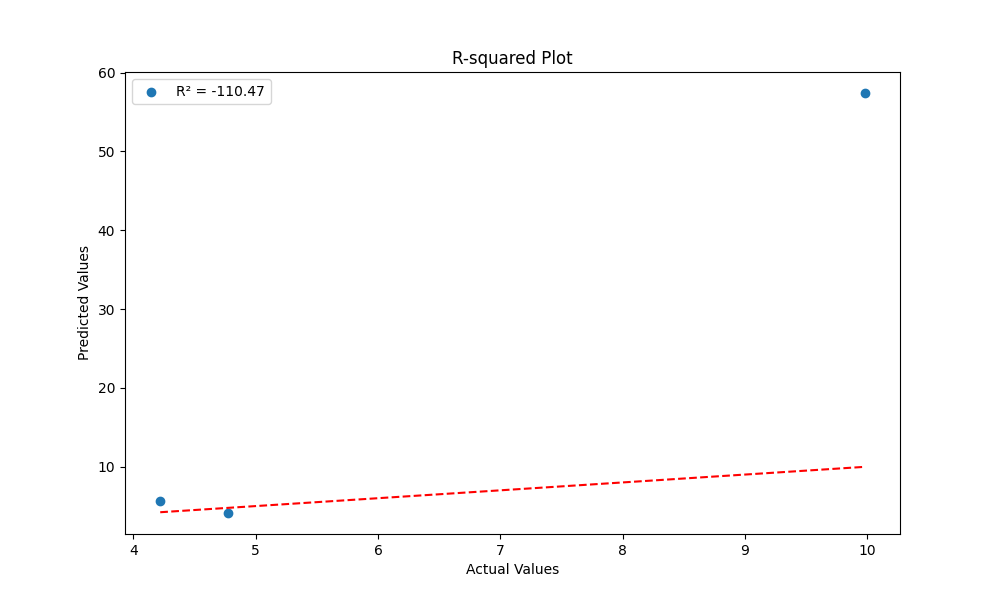 R-squared Plot
R² = -110.47
60
50
40
30
20
10
Predicted Values
4 5 6 7 8 9 10
Actual Values